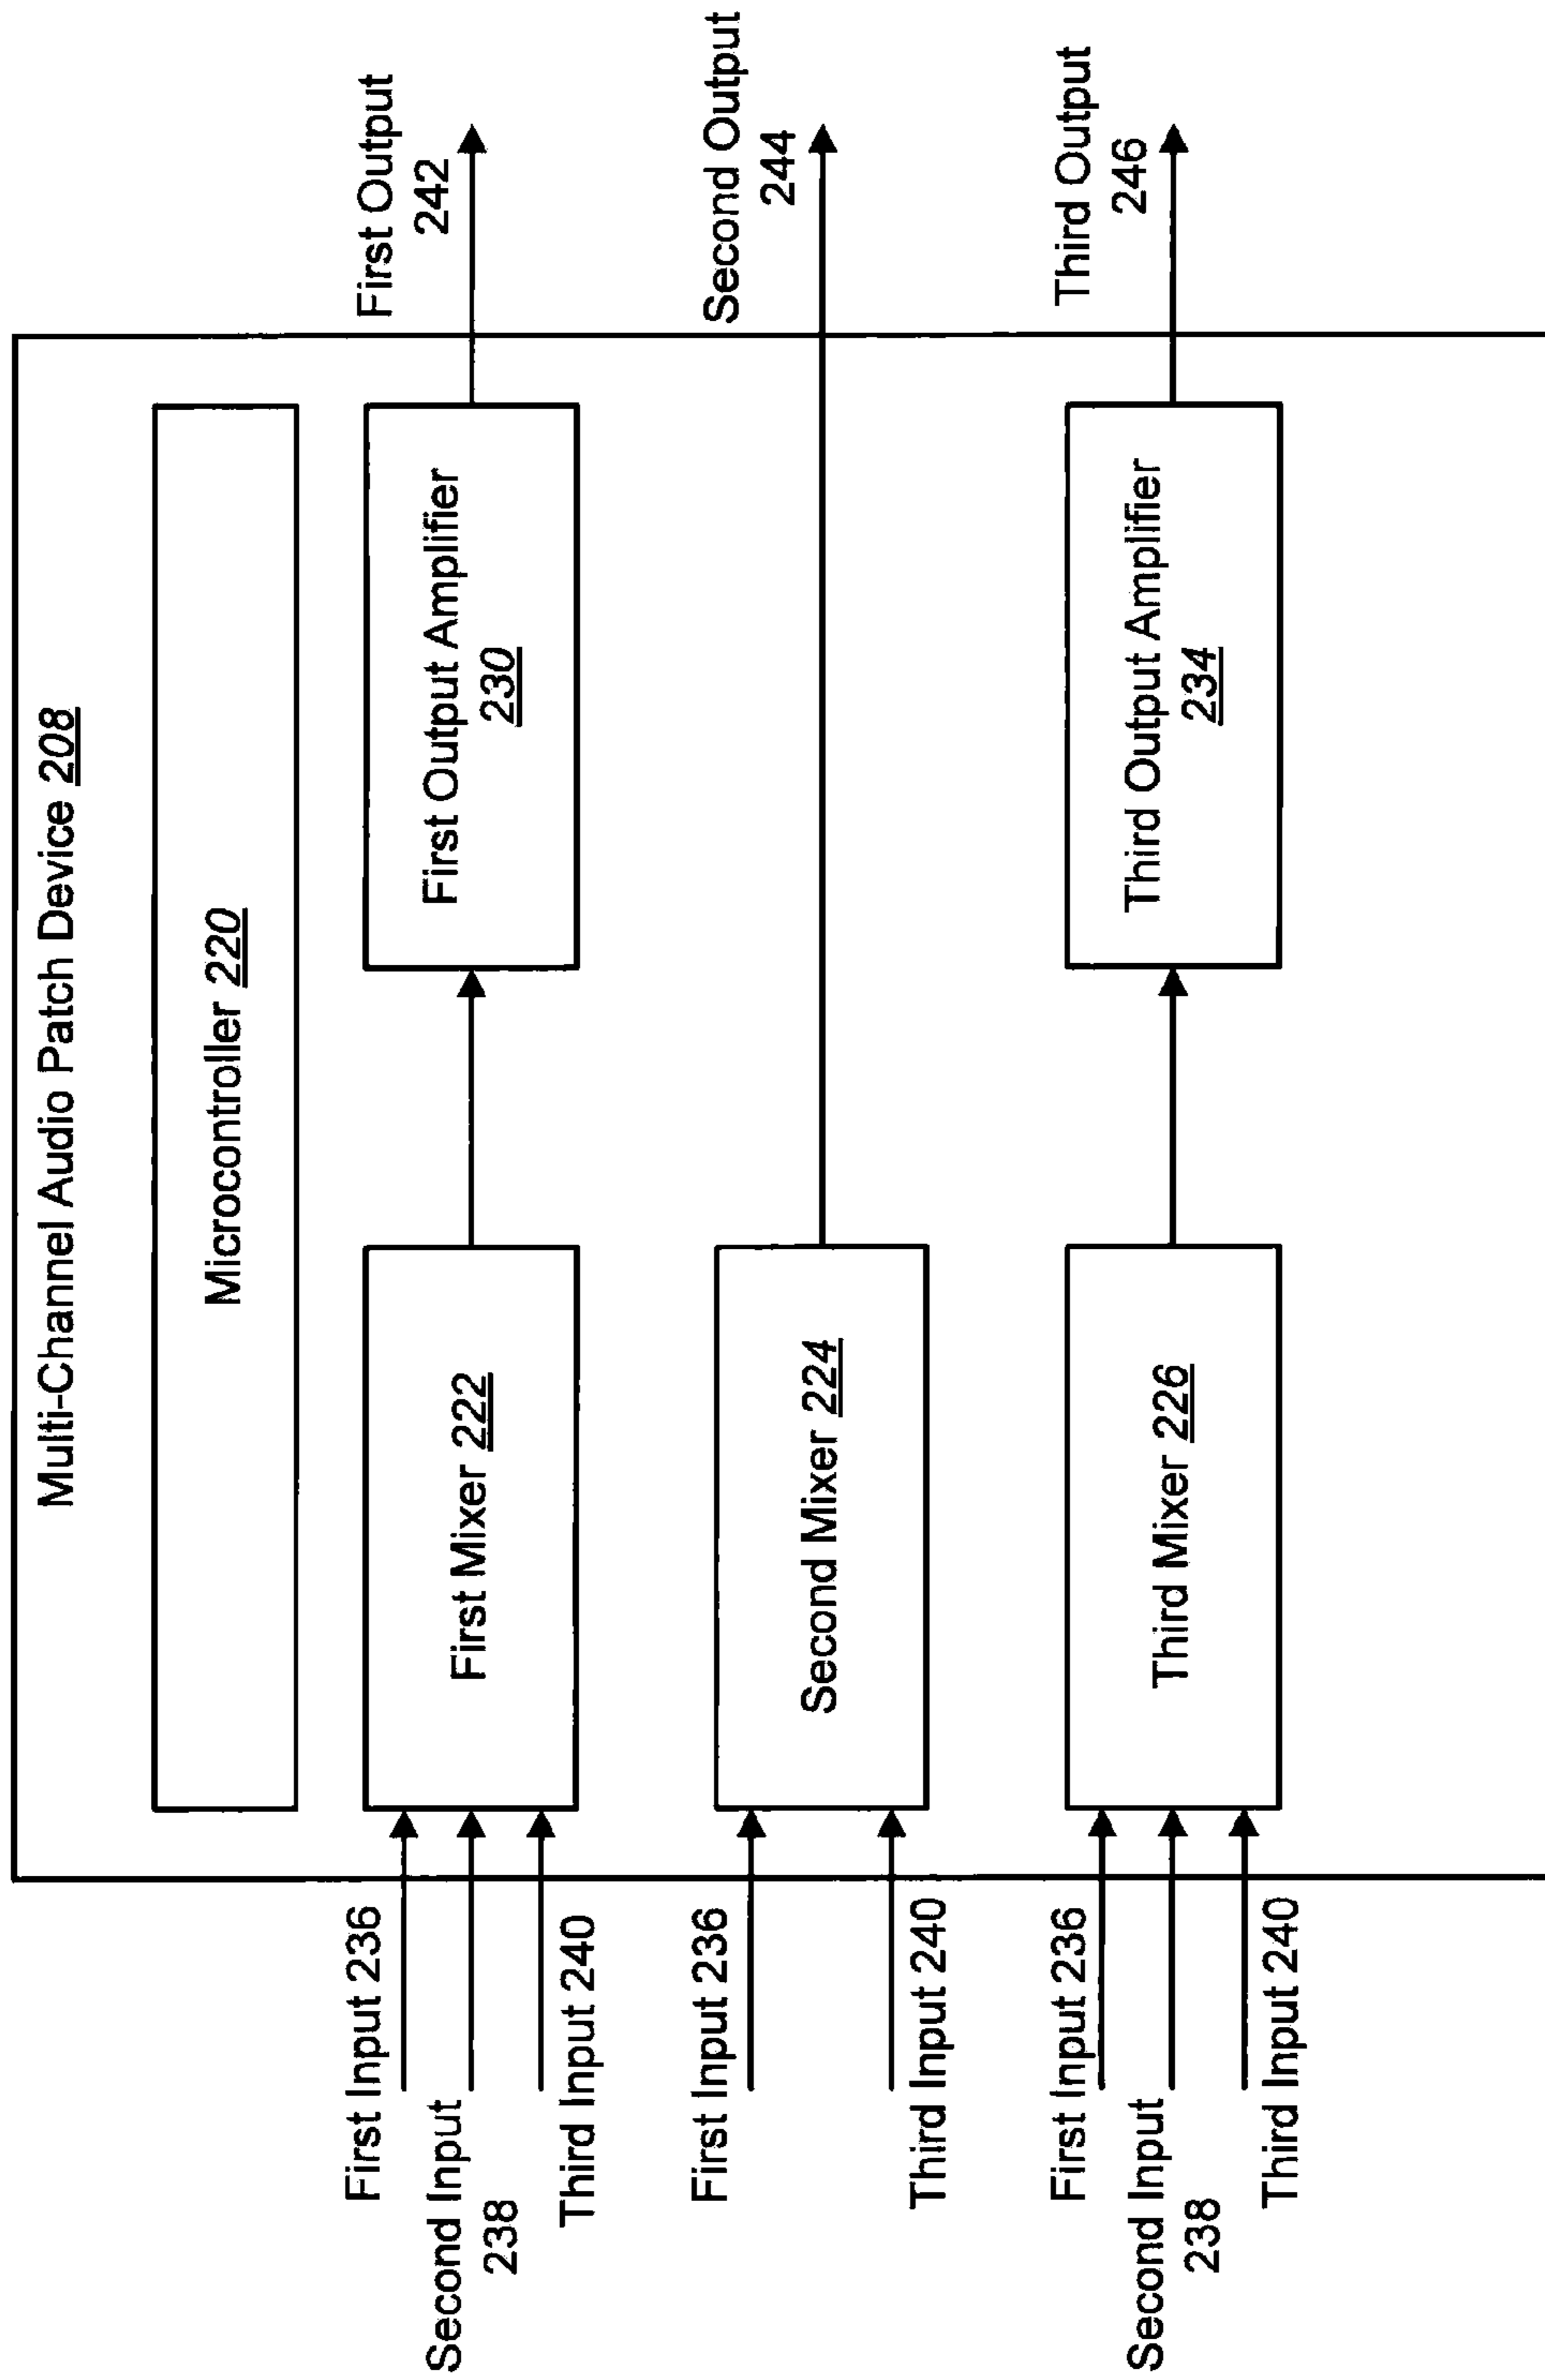 Multi-Channel Audio Patch Device 208
Microcontroller 220
First Input 236
Second Input
238
Third Input 240
First Mixer 222
First Output Amplifier
230
First Output
242
First Input 236
Third Input 240
Second Mixer 224
Second Output
244
First Input 236
Second Input
238
Third Input 240
Third Mixer 226
Third Output Amplifier
234
Third Output
246